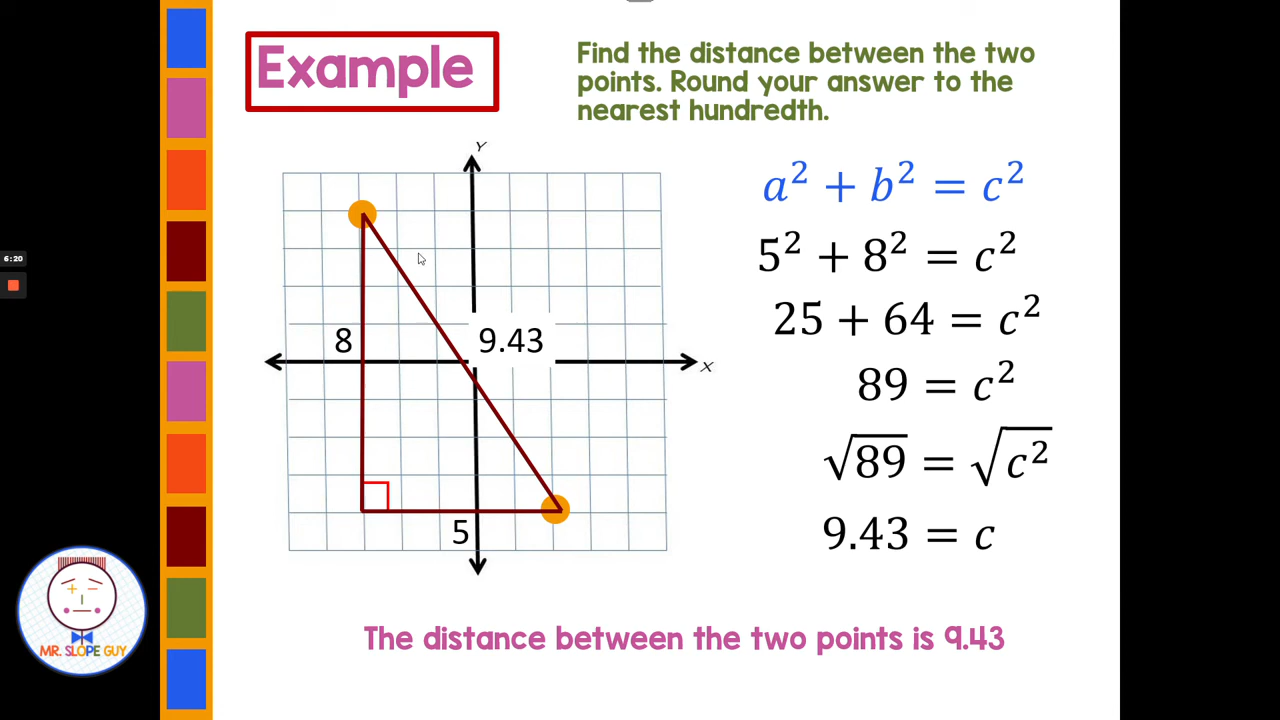 Example
Find the distance between the two
points. Round your answer to the
nearest hundredth.
Y
a² + b² = c²
5² + 8² = c²
6:20
25 + 64 = c²
8
9.43
X
89 = c²
√89 = √c²
5
9.43 = c
MR. SLOPE GUY
The distance between the two points is 9.43